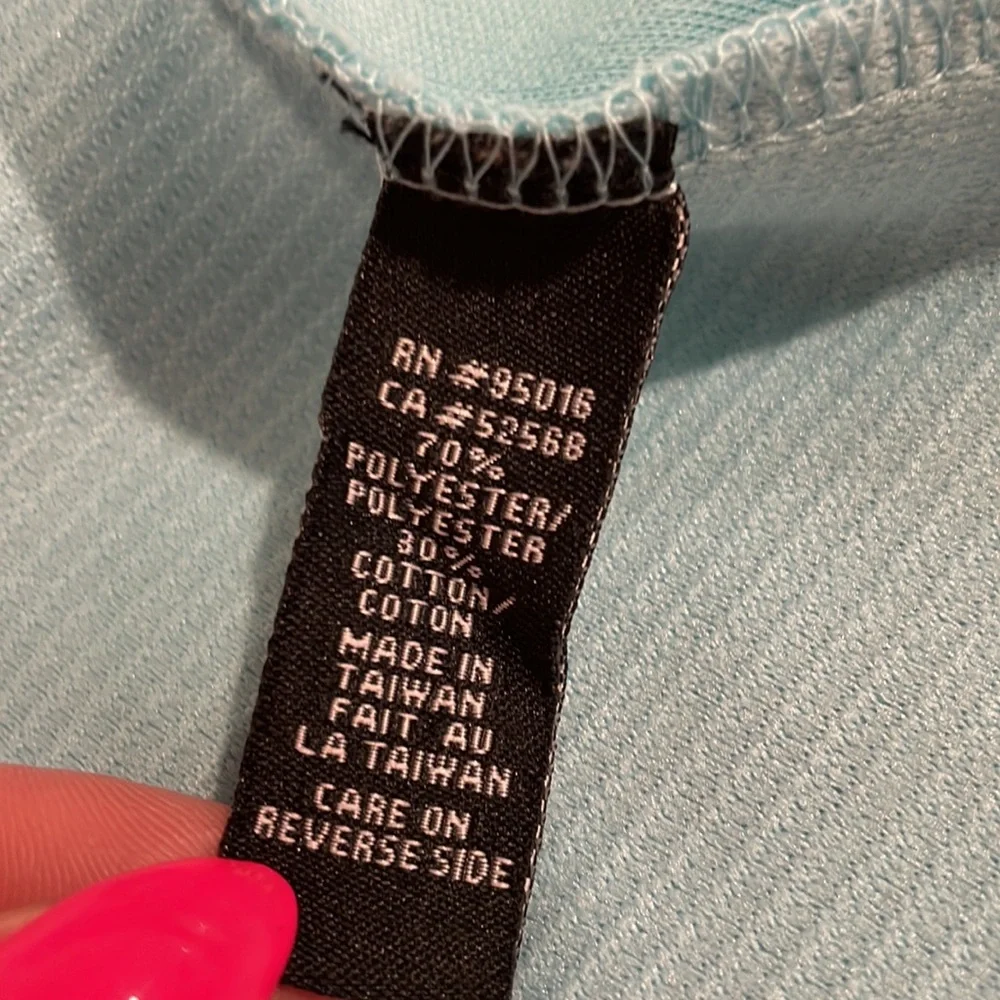 RN #95016
CA #52568
70%
POLYESTER/
POLYESTER
30%
COTTON/
COTON
MADE IN
TAIWAN
FAIT AU
LA TAIWAN
CARE ON
REVERSE SIDE